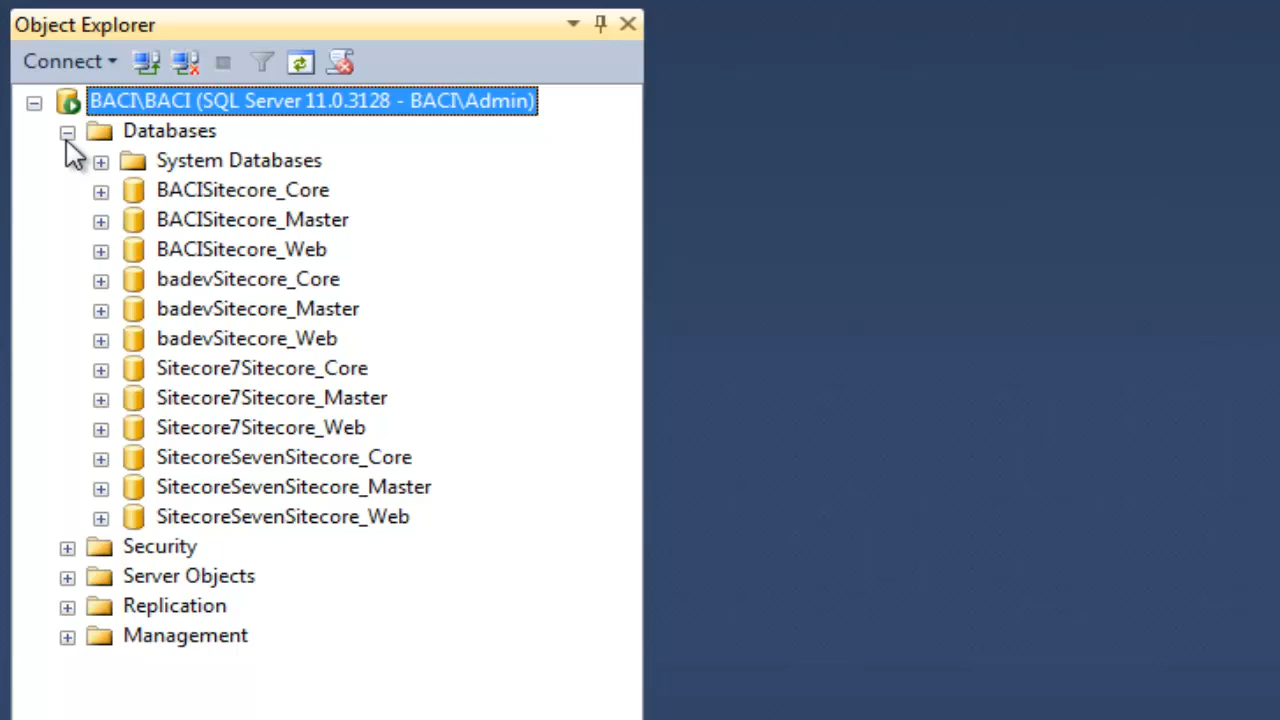 Object Explorer
Connect
BACI\BACI (SQL Server 11.0.3128 - BACI\Admin)
Databases
System Databases
BACISitecore_Core
BACISitecore_Master
BACISitecore_Web
badevSitecore_Core
badevSitecore_Master
badevSitecore_Web
Sitecore7Sitecore_Core
Sitecore7Sitecore_Master
Sitecore7Sitecore_Web
SitecoreSevenSitecore_Core
SitecoreSevenSitecore_Master
SitecoreSevenSitecore_Web
Security
Server Objects
Replication
Management